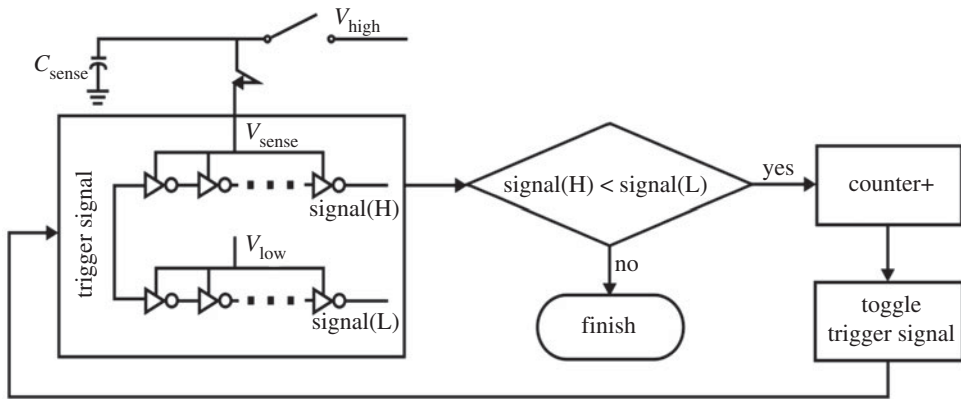 V_high
C_sense
V_sense
trigger signal
signal(H)
V_low
signal(L)
signal(H) < signal(L)
yes
no
counter+
toggle
trigger signal
finish